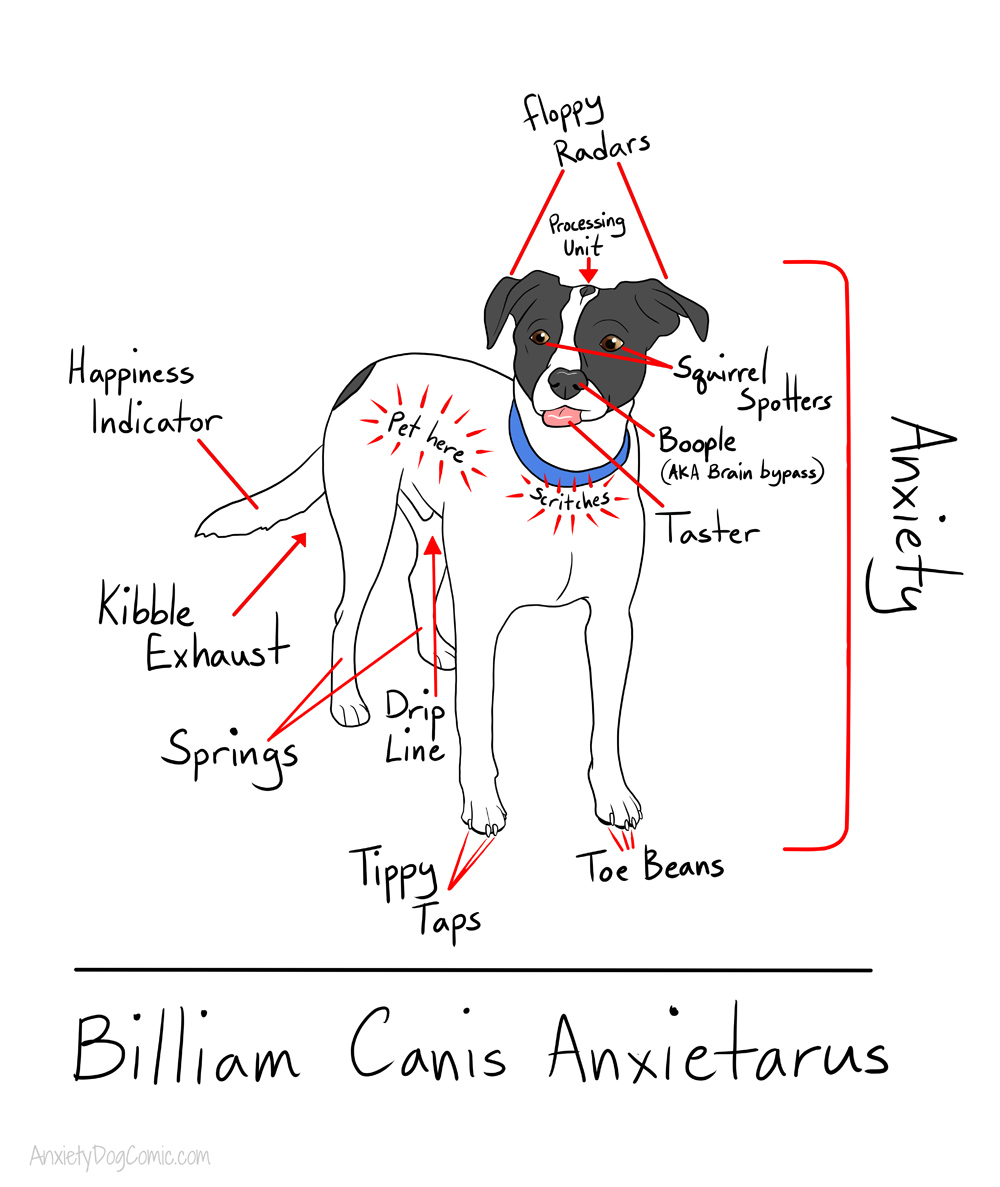 floppy
Radars
Processing
Unit
Happiness
Indicator
Pet here
Squirrel
Spotters
Boople
(AKA Brain bypass)
Scritches
Taster
Anxiety
Kibble
Exhaust
Drip
Line
Springs
Tippy
Taps
Toe Beans
Billiam Canis Anxietarus
AnxietyDogComic.com